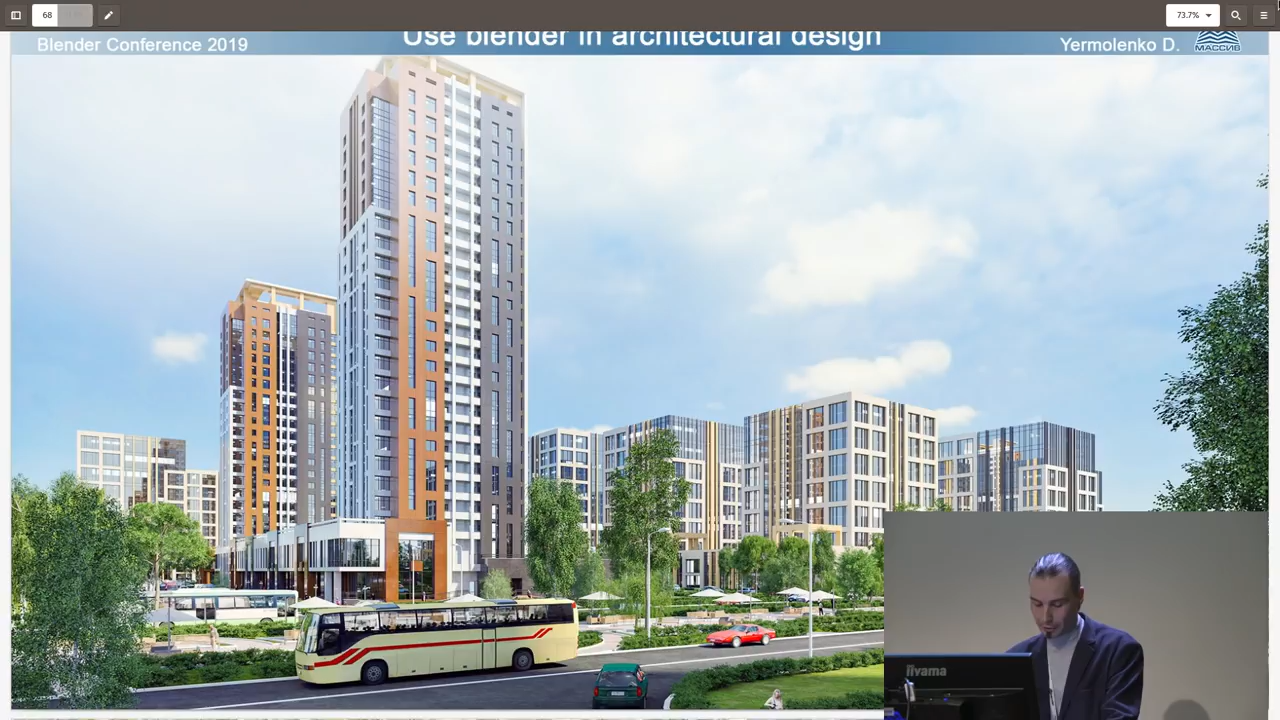 68
73.7%
Use blender in architectural design
Blender Conference 2019
Yermolenko D.
МАССИВ
iiyama